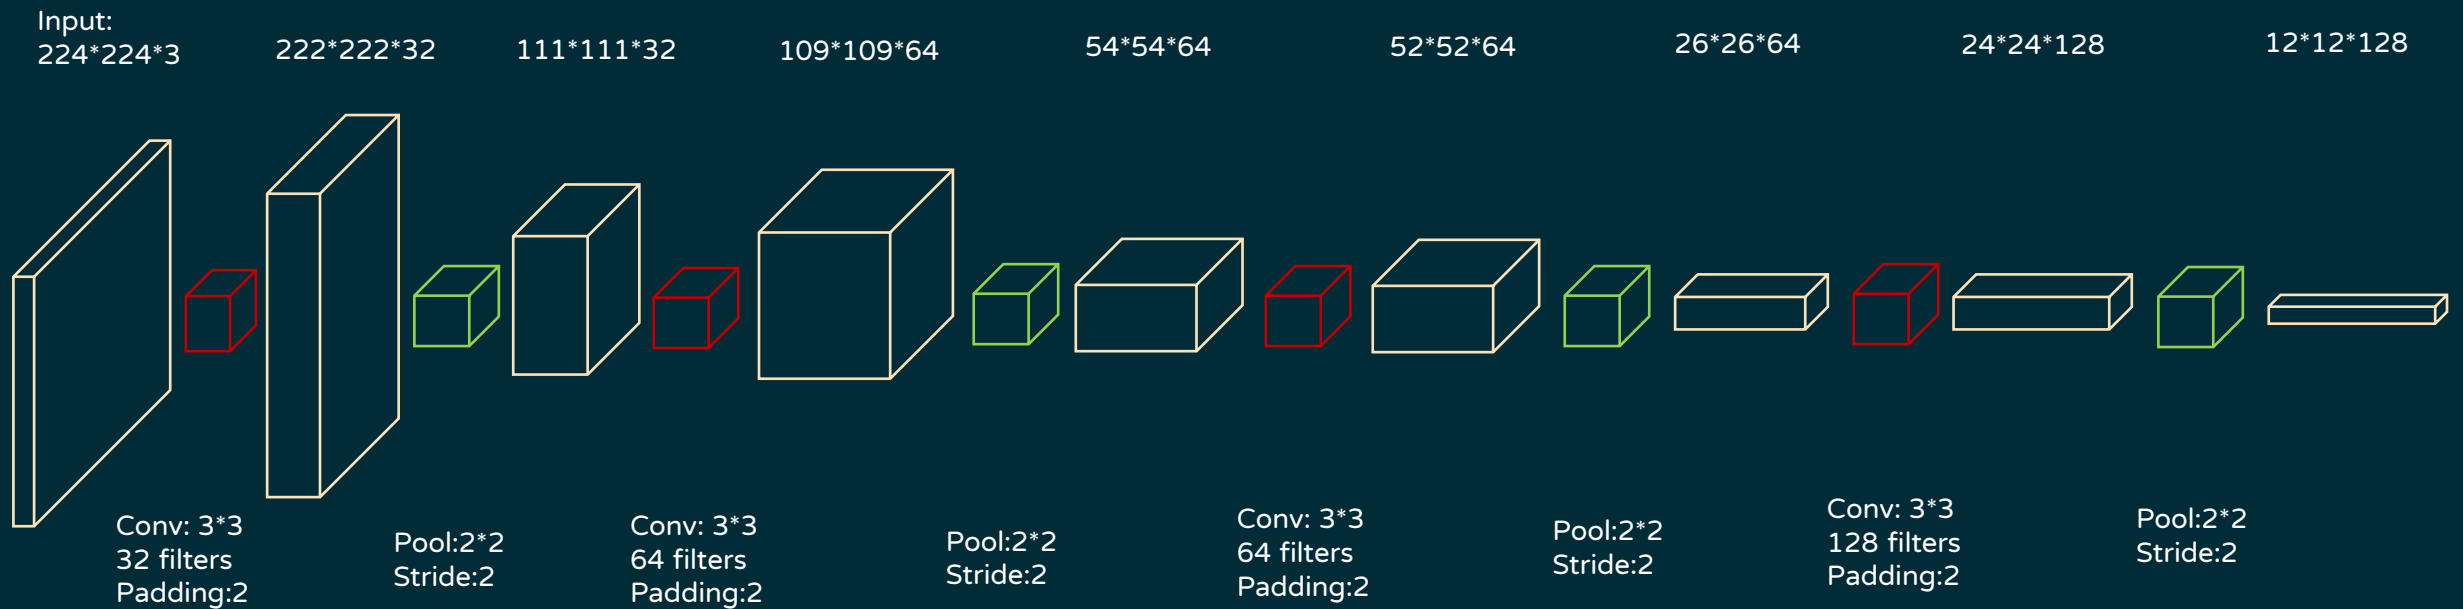 Input:
224*224*3
222*222*32
111*111*32
109*109*64
54*54*64
52*52*64
26*26*64
24*24*128
12*12*128
Conv: 3*3
32 filters
Padding:2
Pool:2*2
Stride:2
Conv: 3*3
64 filters
Padding:2
Pool:2*2
Stride:2
Conv: 3*3
64 filters
Padding:2
Pool:2*2
Stride:2
Conv: 3*3
128 filters
Padding:2
Pool:2*2
Stride:2